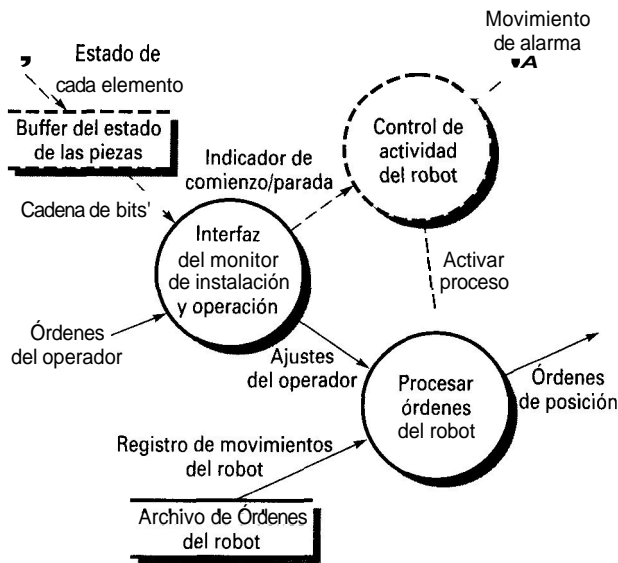 Movimiento
de alarma
Estado de
cada elemento
Buffer del estado
de las piezas
Control de
actividad
del robot
Indicador de
comienzo/parada
Cadena de bits'
Interfaz
del monitor
de instalación
y operación
Activar
proceso
Órdenes
del operador
Ajustes
del operador
Procesar
órdenes
del robot
Órdenes
de posición
Registro de movimientos
del robot
Archivo de Órdenes
del robot